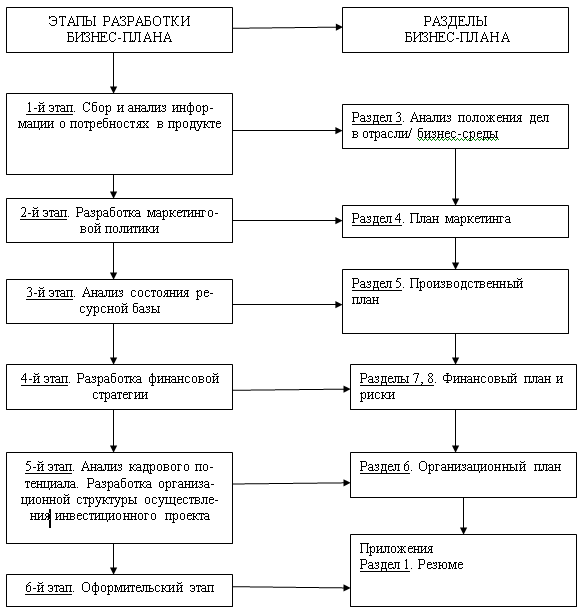 ЭТАПЫ РАЗРАБОТКИ
БИЗНЕС-ПЛАНА
РАЗДЕЛЫ
БИЗНЕС-ПЛАНА
1-й этап. Сбор и анализ инфор-
мации о потребностях в продукте
Раздел 3. Анализ положения дел
в отрасли/ бизнес-среды
2-й этап. Разработка маркетинго-
вой политики
Раздел 4. План маркетинга
3-й этап. Анализ состояния ре-
сурсной базы
Раздел 5. Производственный
план
4-й этап. Разработка финансовой
стратегии
Разделы 7, 8. Финансовый план и
риски
5-й этап. Анализ кадрового по-
тенциала. Разработка организа-
ционной структуры осуществле-
ния инвестиционного проекта
Раздел 6. Организационный план
6-й этап. Оформительский этап
Приложения
Раздел 1. Резюме